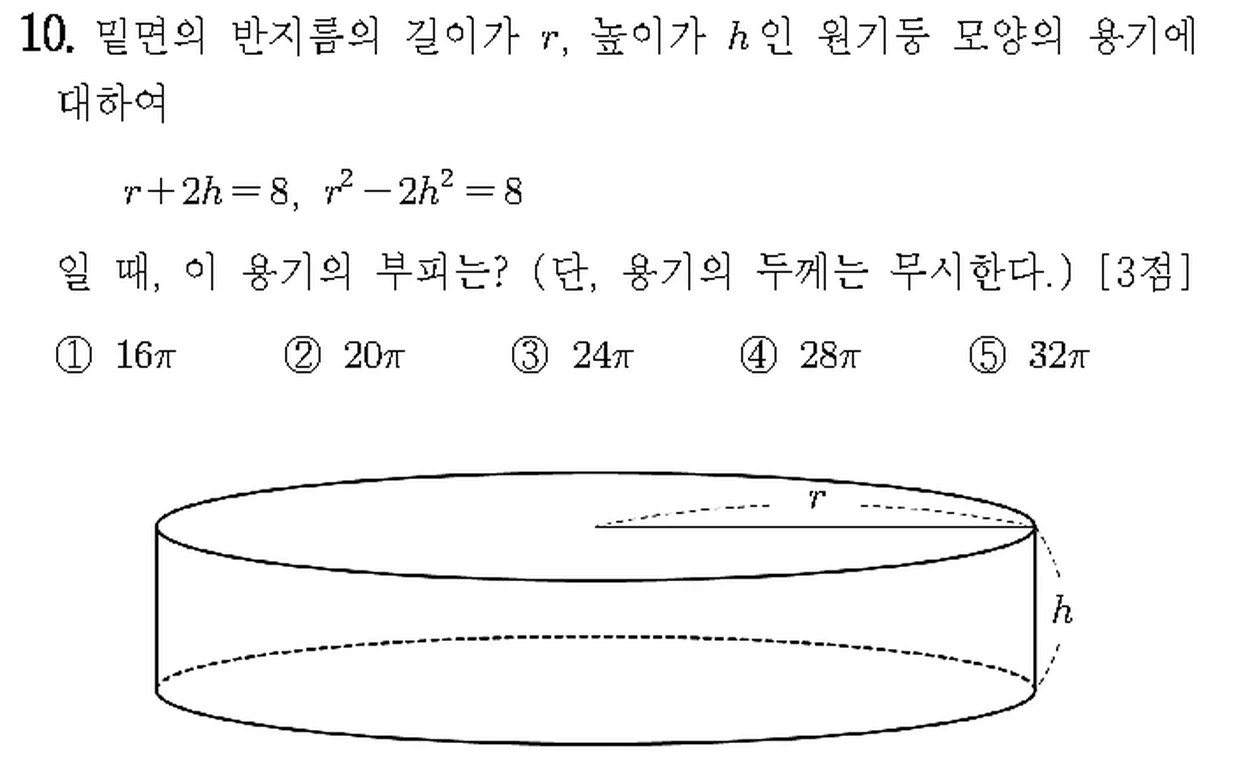 10. 밑면의 반지름의 길이가 r, 높이가 h인 원기둥 모양의 용기에
대하여
r+2h=8, r²-2h²=8
일 때, 이 용기의 부피는? (단, 용기의 두께는 무시한다.) [3점]
① 16π ② 20π ③ 24π ④ 28π ⑤ 32π
r
h